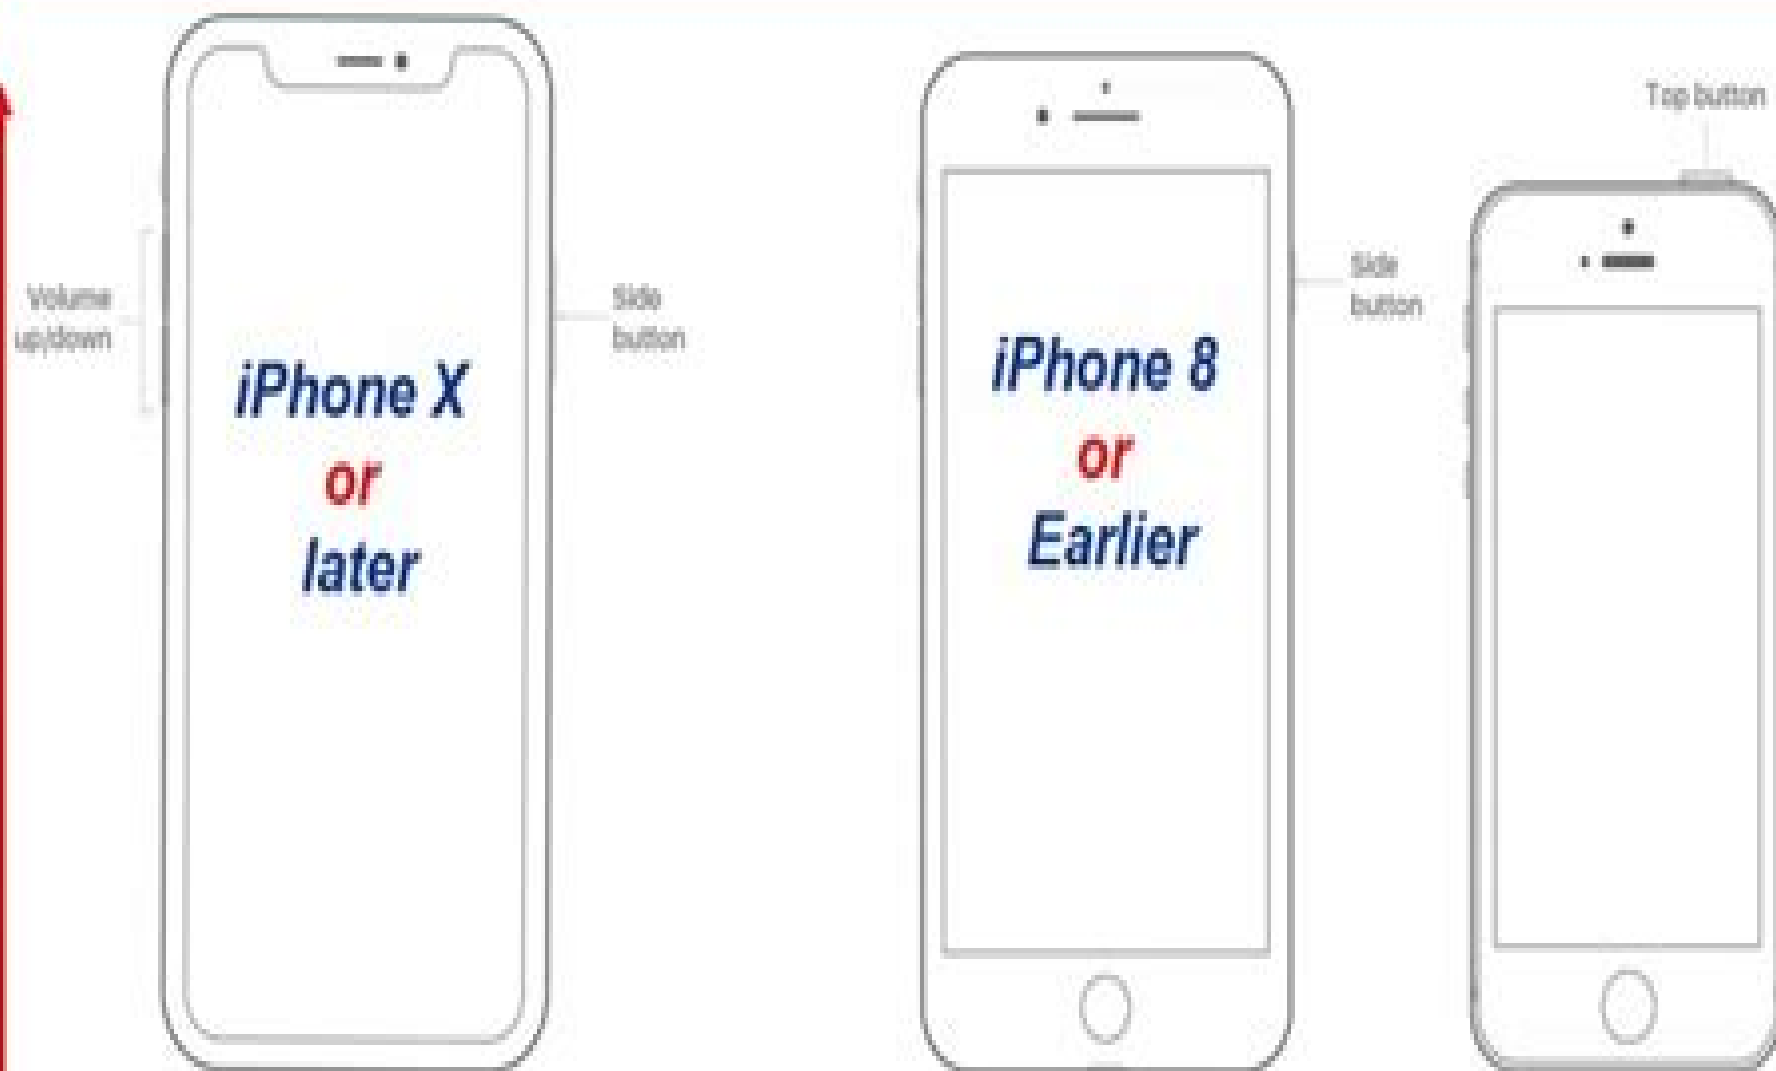 Volume
up/down
iPhone X
or
later
Side
button
iPhone 8
or
Earlier
Side
button
Top button